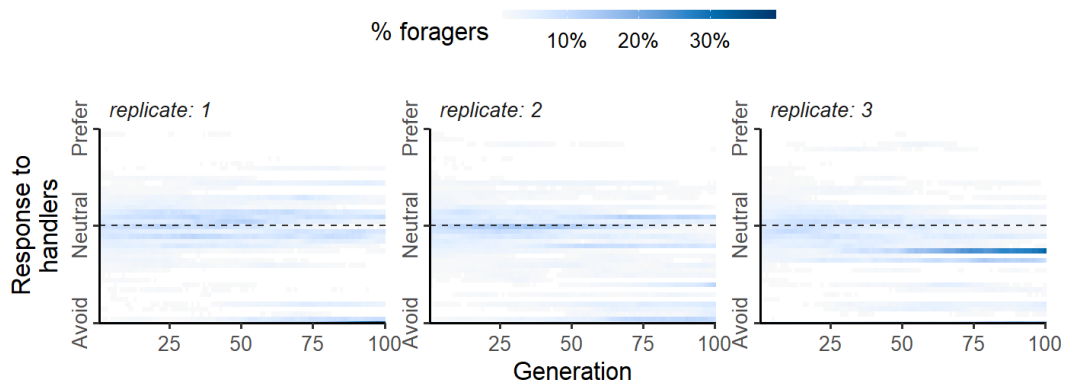 % foragers
10% 20% 30%
replicate: 1 replicate: 2 replicate: 3
Response to
handlers
Prefer
Neutral
Avoid
Prefer
Neutral
Avoid
Prefer
Neutral
Avoid
25 50 75 100 25 50 75 100 25 50 75 100
Generation